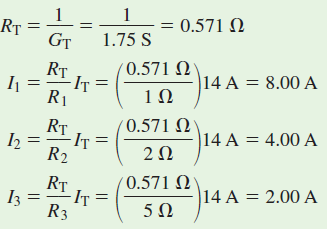 R_T = 1/G_T = 1/1.75 S = 0.571 Ω
I_1 = R_T/R_1 I_T = (0.571 Ω/1 Ω)14 A = 8.00 A
I_2 = R_T/R_2 I_T = (0.571 Ω/2 Ω)14 A = 4.00 A
I_3 = R_T/R_3 I_T = (0.571 Ω/5 Ω)14 A = 2.00 A